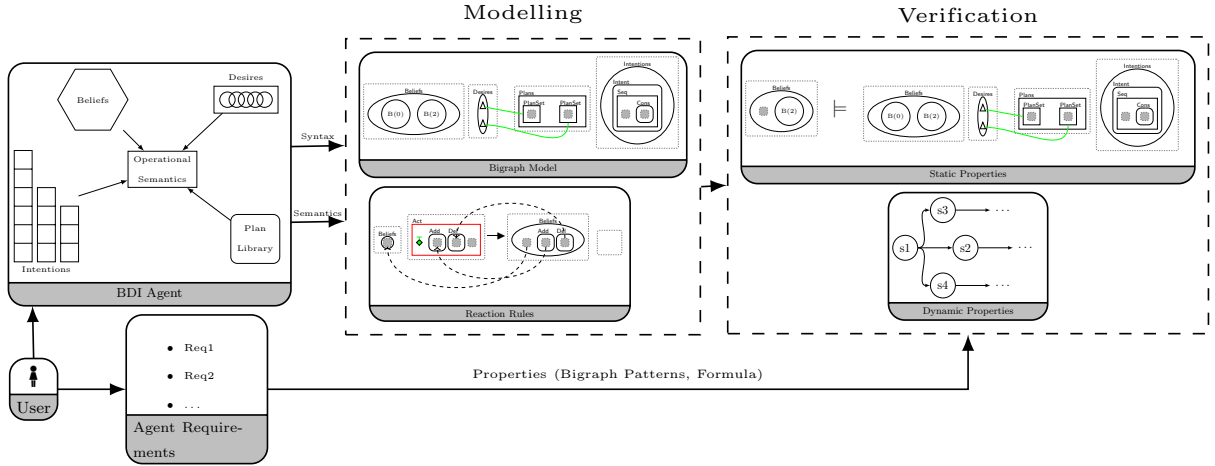 Modelling
Verification
Beliefs
Desires
Operational
Semantics
Plan
Library
Intentions
BDI Agent
Syntax
Semantics
Beliefs
B(0)
B(2)
Desires
Plans
PlanSet
PlanSet
Intentions
Intent
Seq
Cons
Bigraph Model
Beliefs
Act
Add
Del
Beliefs
Add
Del
Reaction Rules
Beliefs
B(2)
⊨
Beliefs
B(0)
B(2)
Desires
Plans
PlanSet
PlanSet
Intentions
Intent
Seq
Cons
Static Properties
s1
s3
...
s2
...
s4
...
Dynamic Properties
User
• Req1
• Req2
• ...
Agent Require-
ments
Properties (Bigraph Patterns, Formula)